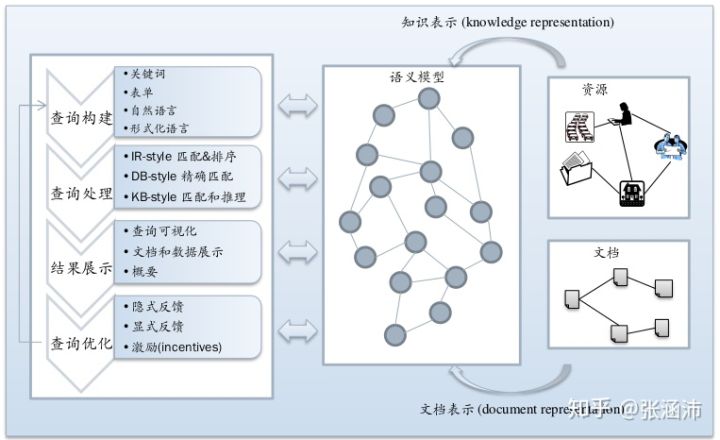 知识表示 (knowledge representation)
查询构建
• 关键词
• 表单
• 自然语言
• 形式化语言
查询处理
• IR-style 匹配&排序
• DB-style 精确匹配
• KB-style 匹配和推理
结果展示
• 查询可视化
• 文档和数据展示
• 概要
查询优化
• 隐式反馈
• 显式反馈
• 激励(incentives)
语义模型
资源
文档
文档表示 (document representation)
知乎 @张涵沛